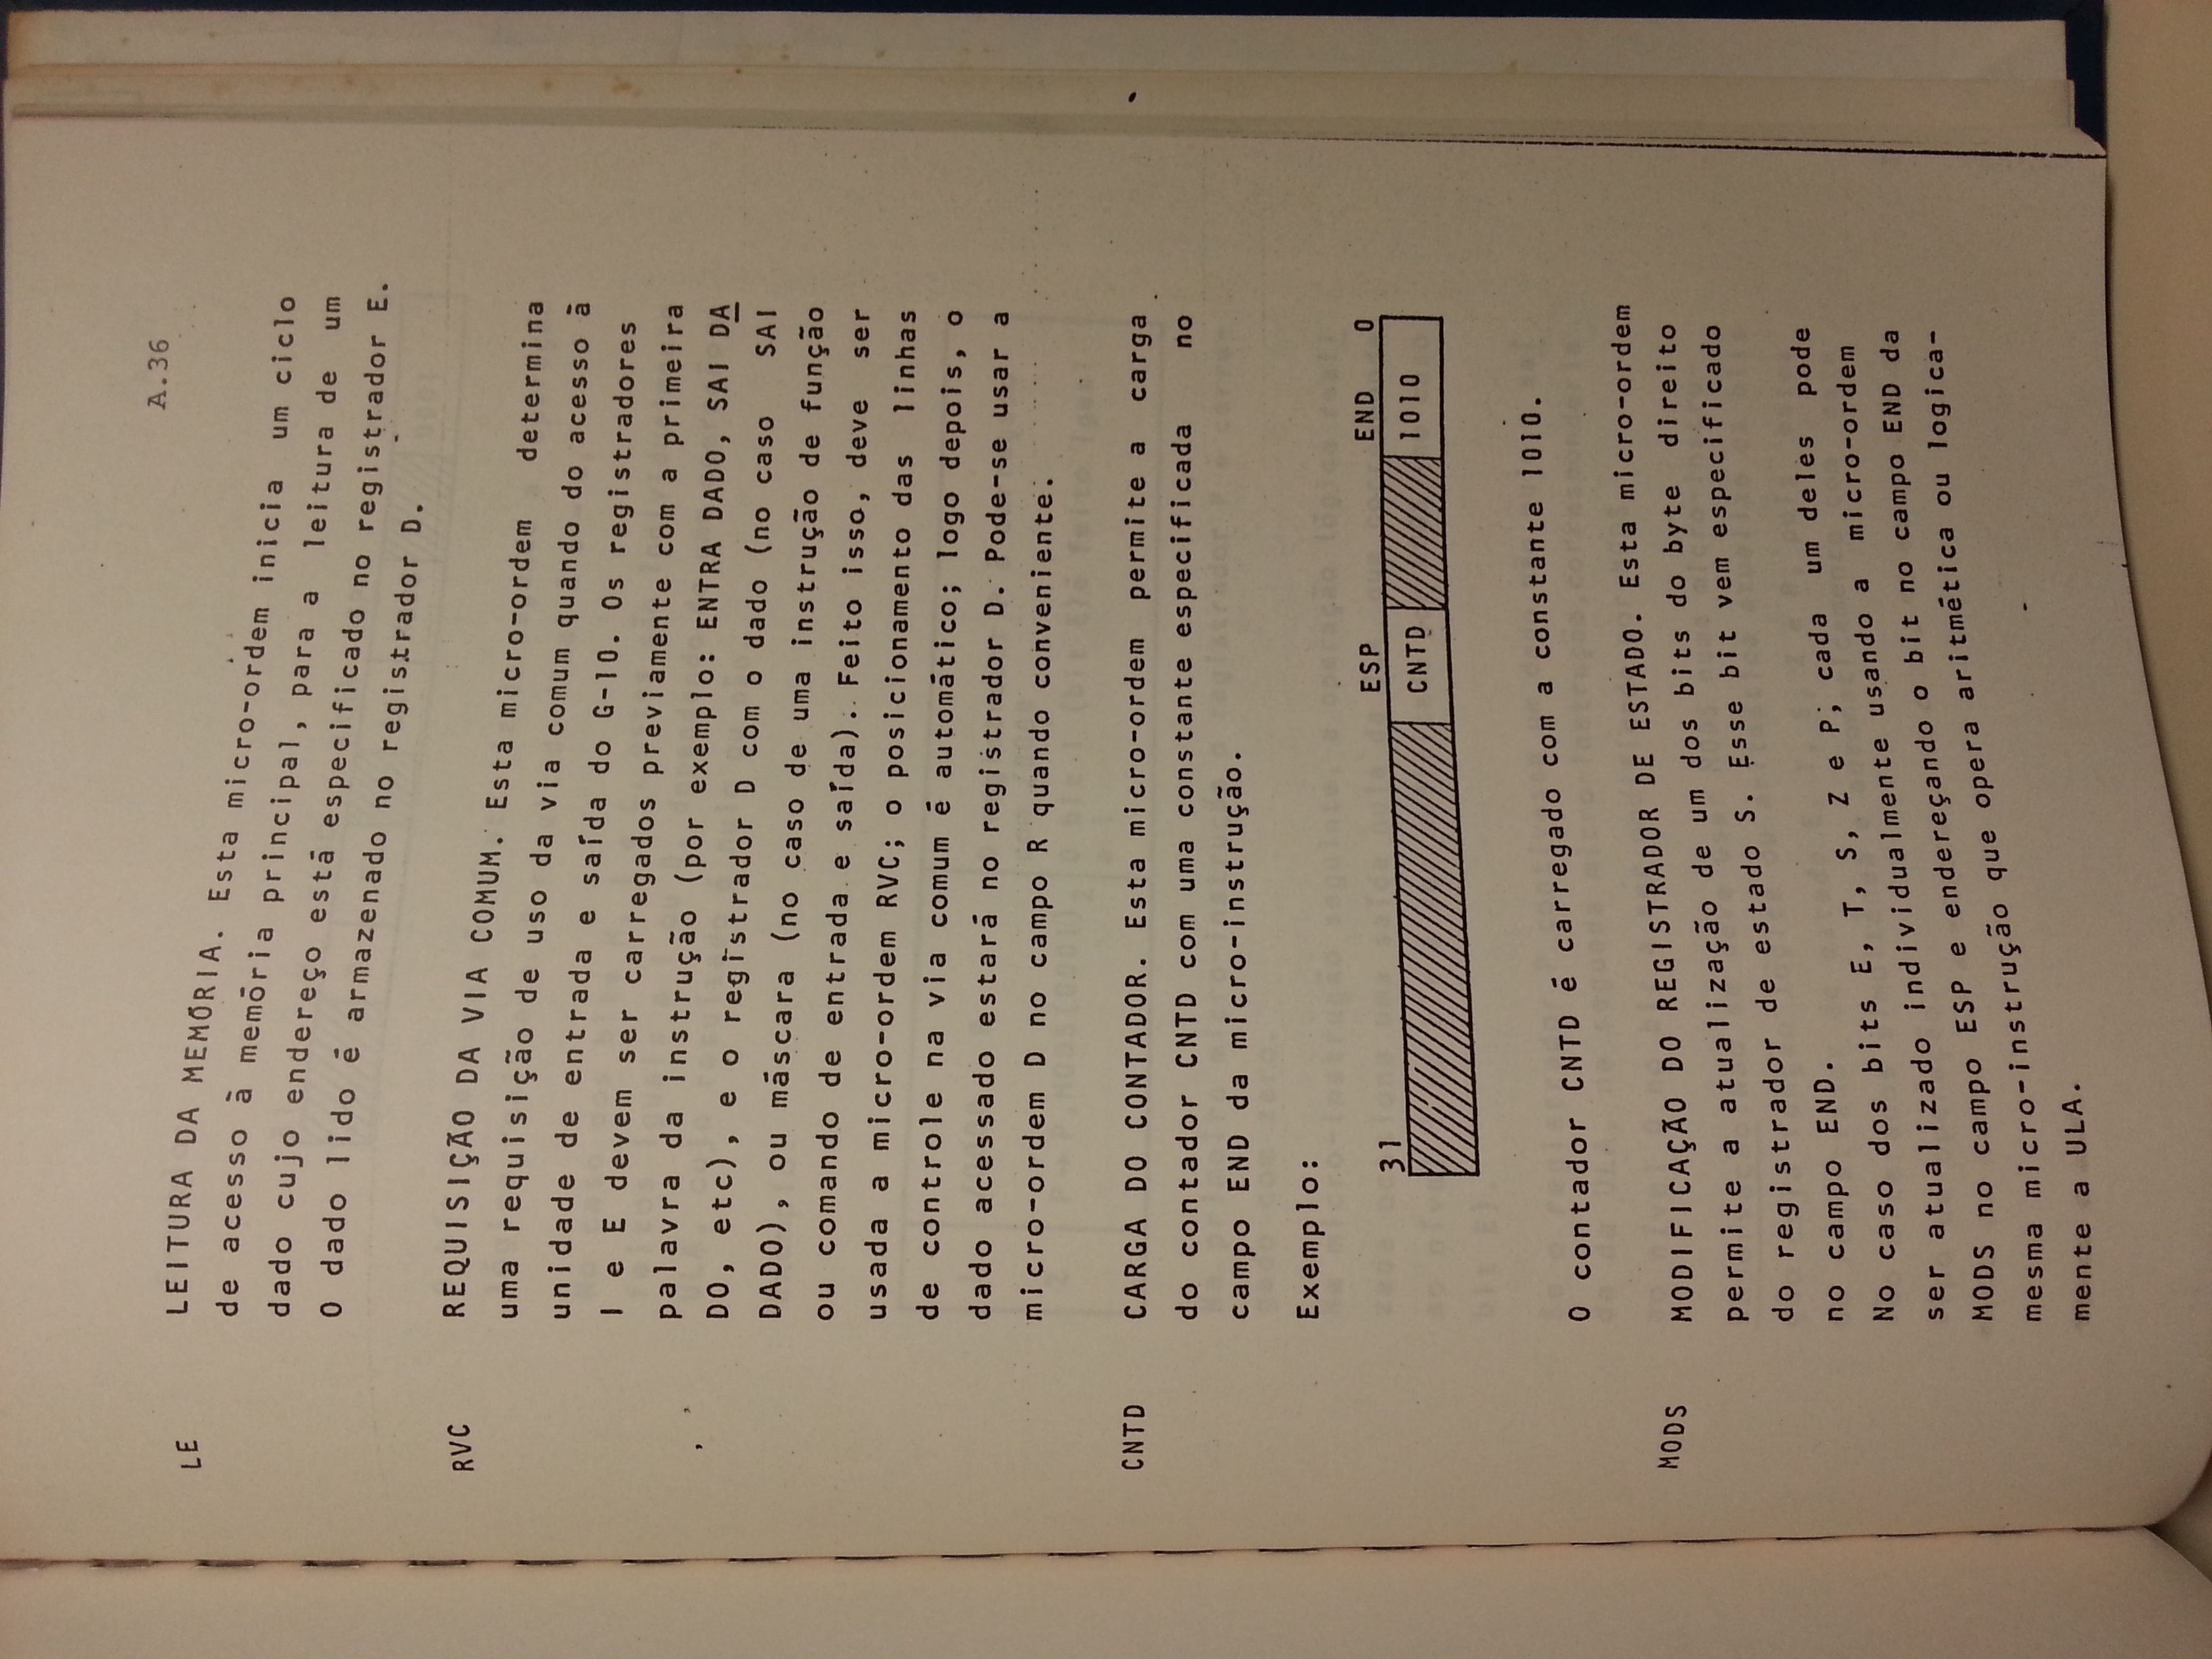 A.36
LE LEITURA DA MEMÓRIA. Esta micro-ordem inicia um ciclo
de acesso à memória principal, para a leitura de um
dado cujo endereço está especificado no registrador E.
O dado lido é armazenado no registrador D.
RVC REQUISIÇÃO DA VIA COMUM. Esta micro-ordem determina
uma requisição de uso da via comum quando do acesso à
unidade de entrada e saída do G-10. Os registradores
I e E devem ser carregados previamente com a primeira
palavra da instrução (por exemplo: ENTRA DADO, SAI DA
DO, etc), e o registrador D com o dado (no caso SAI
DADO), ou máscara (no caso de uma instrução de função
ou comando de entrada e saída). Feito isso, deve ser
usada a micro-ordem RVC; o posicionamento das linhas
de controle na via comum é automático; logo depois, o
dado acessado estará no registrador D. Pode-se usar a
micro-ordem D no campo R quando conveniente.
CNTD CARGA DO CONTADOR. Esta micro-ordem permite a carga
do contador CNTD com uma constante especificada no
campo END da micro-instrução.
Exemplo:
31 ESP END 0
CNTD 1010
O contador CNTD é carregado com a constante 1010.
MODS MODIFICAÇÃO DO REGISTRADOR DE ESTADO. Esta micro-ordem
permite a atualização de um dos bits do byte direito
do registrador de estado S. Esse bit vem especificado
no campo END.
No caso dos bits E, T, S, Z e P; cada um deles pode
ser atualizado individualmente usando a micro-ordem
MODS no campo ESP e endereçando o bit no campo END da
mesma micro-instrução que opera aritmética ou logica-
mente a ULA.